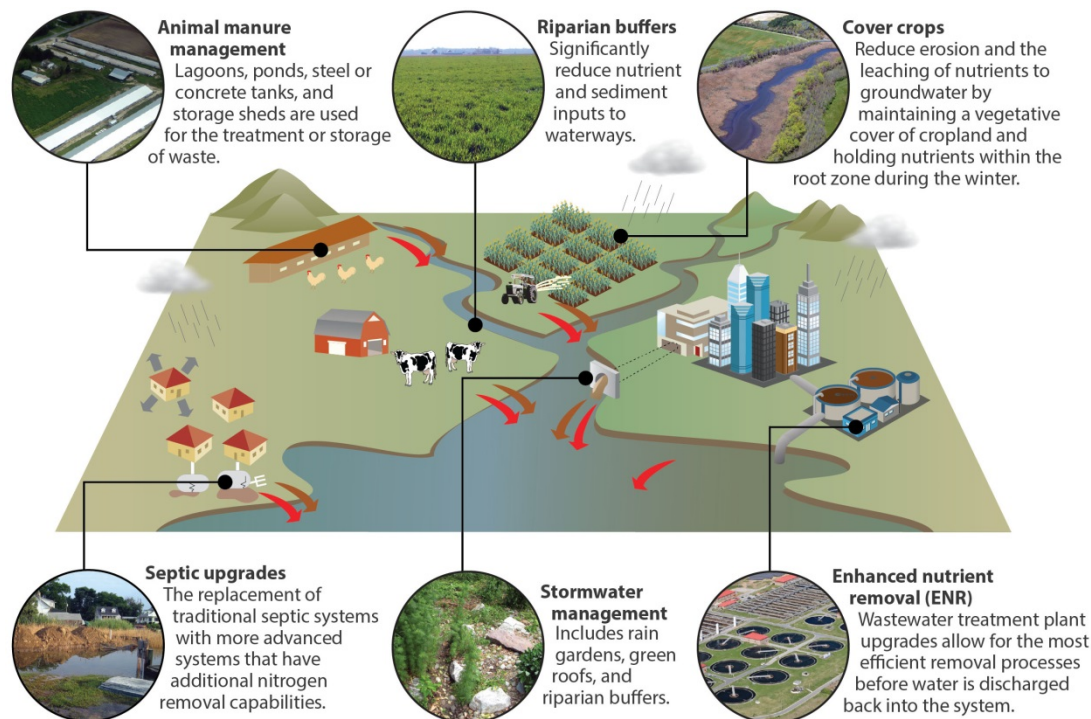 Animal manure
management
Lagoons, ponds, steel or
concrete tanks, and
storage sheds are used
for the treatment or storage
of waste.
Riparian buffers
Significantly
reduce nutrient
and sediment
inputs to
waterways.
Cover crops
Reduce erosion and the
leaching of nutrients to
groundwater by
maintaining a vegetative
cover of cropland and
holding nutrients within the
root zone during the winter.
Septic upgrades
The replacement of
traditional septic systems
with more advanced
systems that have
additional nitrogen
removal capabilities.
Stormwater
management
Includes rain
gardens, green
roofs, and
riparian buffers.
Enhanced nutrient
removal (ENR)
Wastewater treatment plant
upgrades allow for the most
efficient removal processes
before water is discharged
back into the system.